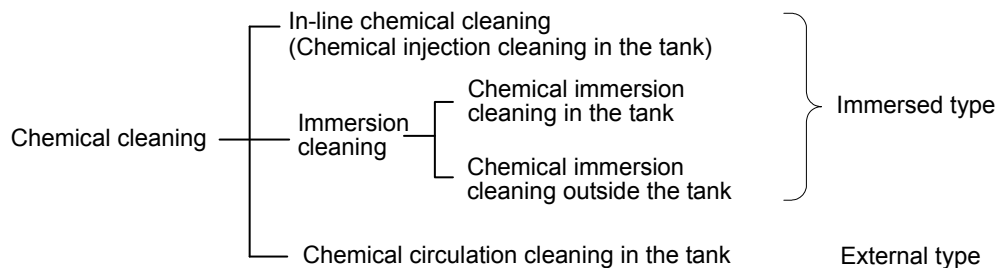 In-line chemical cleaning
(Chemical injection cleaning in the tank)
Chemical immersion
cleaning in the tank
Immersed type
Chemical cleaning
Immersion
cleaning
Chemical immersion
cleaning outside the tank
Chemical circulation cleaning in the tank
External type